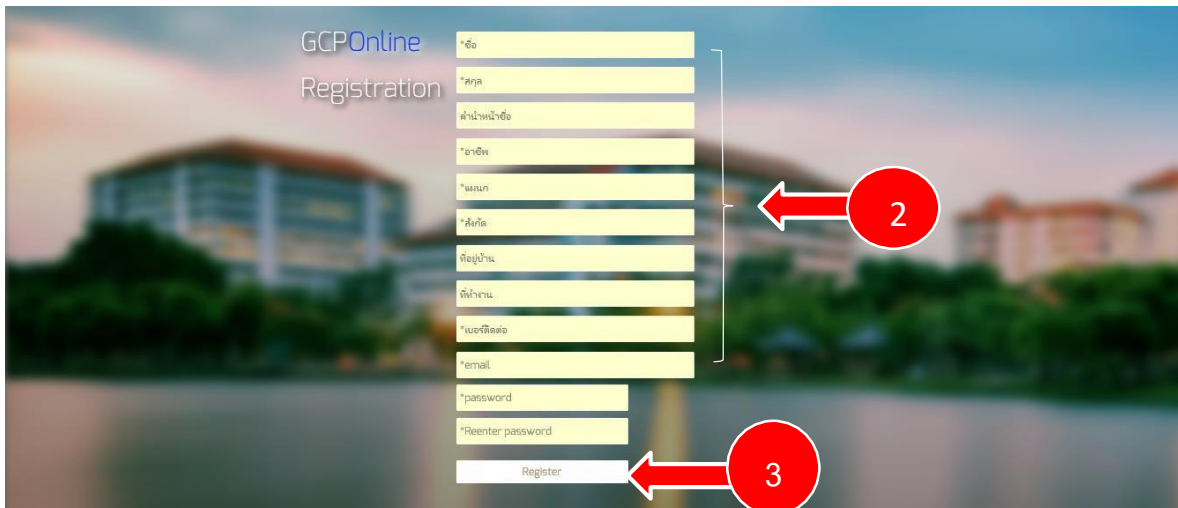 GCPOnline
Registration
*ชื่อ
*สกุล
คำนำหน้าชื่อ
*อาชีพ
*แผนก
*สังกัด
ที่อยู่บ้าน
ที่ทำงาน
*เบอร์ติดต่อ
*email
*password
*Reenter password
Register
2
3